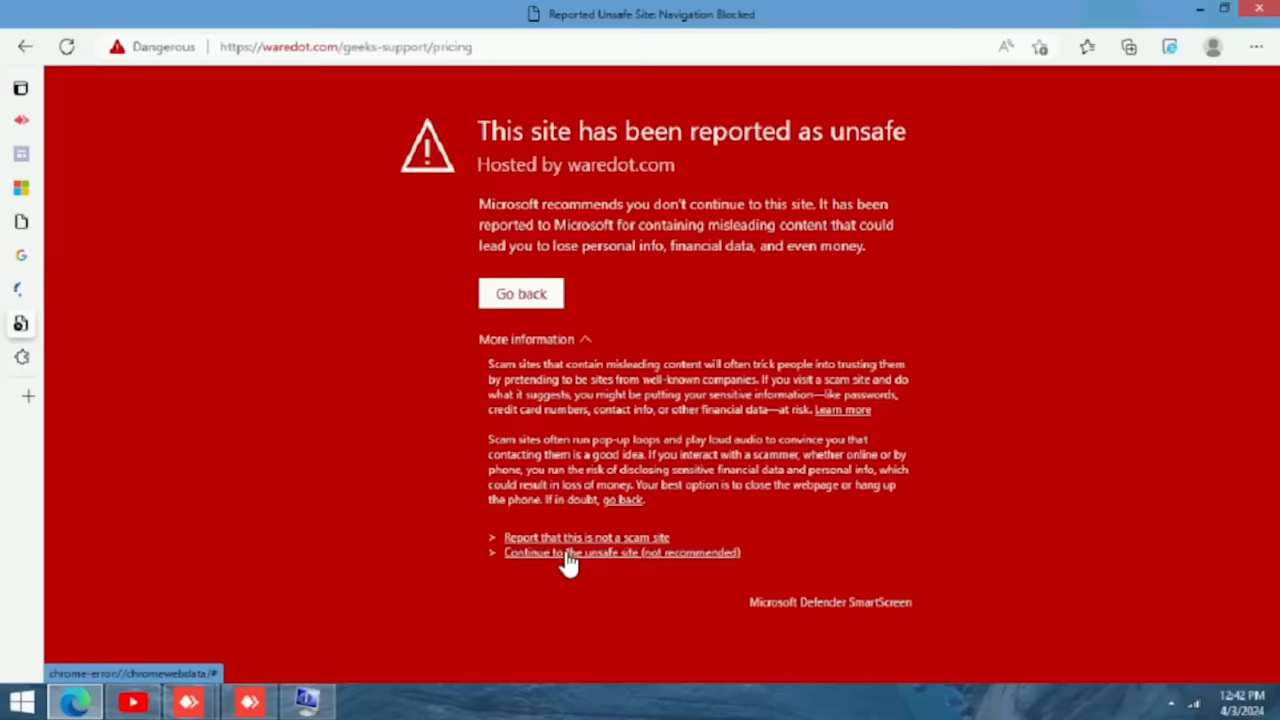 Reported Unsafe Site: Navigation Blocked
Dangerous
https://waredot.com/geeks-support/pricing
This site has been reported as unsafe
Hosted by waredot.com
Microsoft recommends you don't continue to this site. It has been
reported to Microsoft for containing misleading content that could
lead you to lose personal info, financial data, and even money.
Go back
More information
Scam sites that contain misleading content will often trick people into trusting them
by pretending to be sites from well-known companies. If you visit a scam site and do
what it suggests, you might be putting your sensitive information—like passwords,
credit card numbers, contact info, or other financial data—at risk. Learn more
Scam sites often run pop-up loops and play loud audio to convince you that
contacting them is a good idea. If you interact with a scammer, whether online or by
phone, you run the risk of disclosing sensitive financial data and personal info, which
could result in loss of money. Your best option is to close the webpage or hang up
the phone. If in doubt, go back.
> Report that this is not a scam site
> Continue to the unsafe site (not recommended)
Microsoft Defender SmartScreen
chrome-error://chromewebdata/#
12:42 PM
4/3/2024